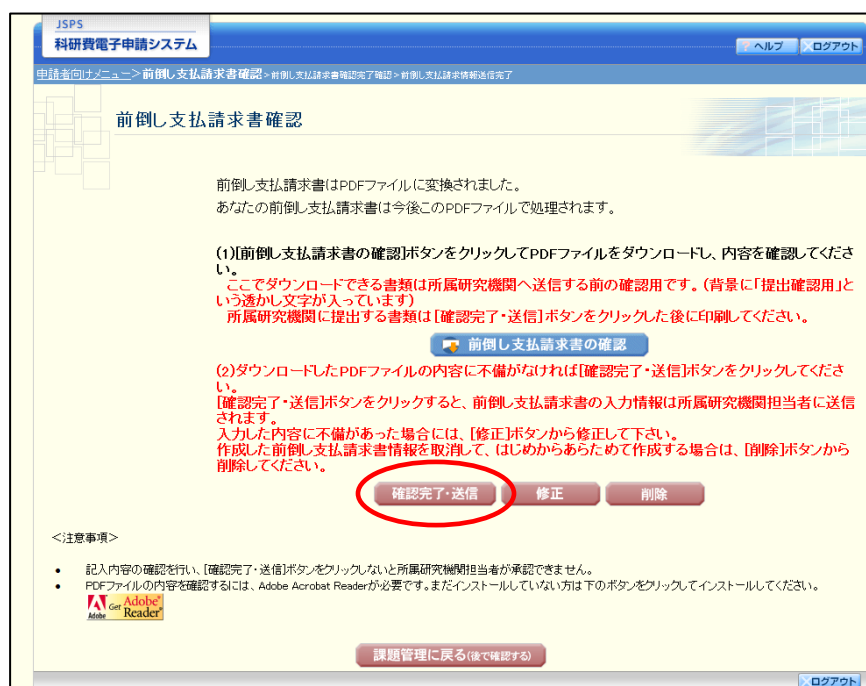 JSPS
科研費電子申請システム
ヘルプ
ログアウト
申請者向けメニュー>前倒し支払請求書確認>前倒し支払請求書確認完了確認>前倒し支払請求情報送信完了
前倒し支払請求書確認
前倒し支払請求書はPDFファイルに変換されました。
あなたの前倒し支払請求書は今後このPDFファイルで処理されます。
(1)[前倒し支払請求書の確認]ボタンをクリックしてPDFファイルをダウンロードし、内容を確認してくださ
い。
ここでダウンロードできる書類は所属研究機関へ送信する前の確認用です。(背景に「提出確認用」と
いう透かし文字が入っています)
所属研究機関に提出する書類は[確認完了・送信]ボタンをクリックした後に印刷してください。
前倒し支払請求書の確認
(2)ダウンロードしたPDFファイルの内容に不備がなければ[確認完了・送信]ボタンをクリックしてくださ
い。
[確認完了・送信]ボタンをクリックすると、前倒し支払請求書の入力情報は所属研究機関担当者に送信
されます。
入力した内容に不備があった場合には、[修正]ボタンから修正して下さい。
作成した前倒し支払請求書情報を取消して、はじめからあらためて作成する場合は、[削除]ボタンから
削除してください。
確認完了・送信
修正
削除
<注意事項>
• 記入内容の確認を行い、[確認完了・送信]ボタンをクリックしないと所属研究機関担当者が承認できません。
• PDFファイルの内容を確認するには、Adobe Acrobat Readerが必要です。まだインストールしていない方は下のボタンをクリックしてインストールしてください。
Adobe Get Adobe® Reader®
課題管理に戻る(後で確認する)
ログアウト